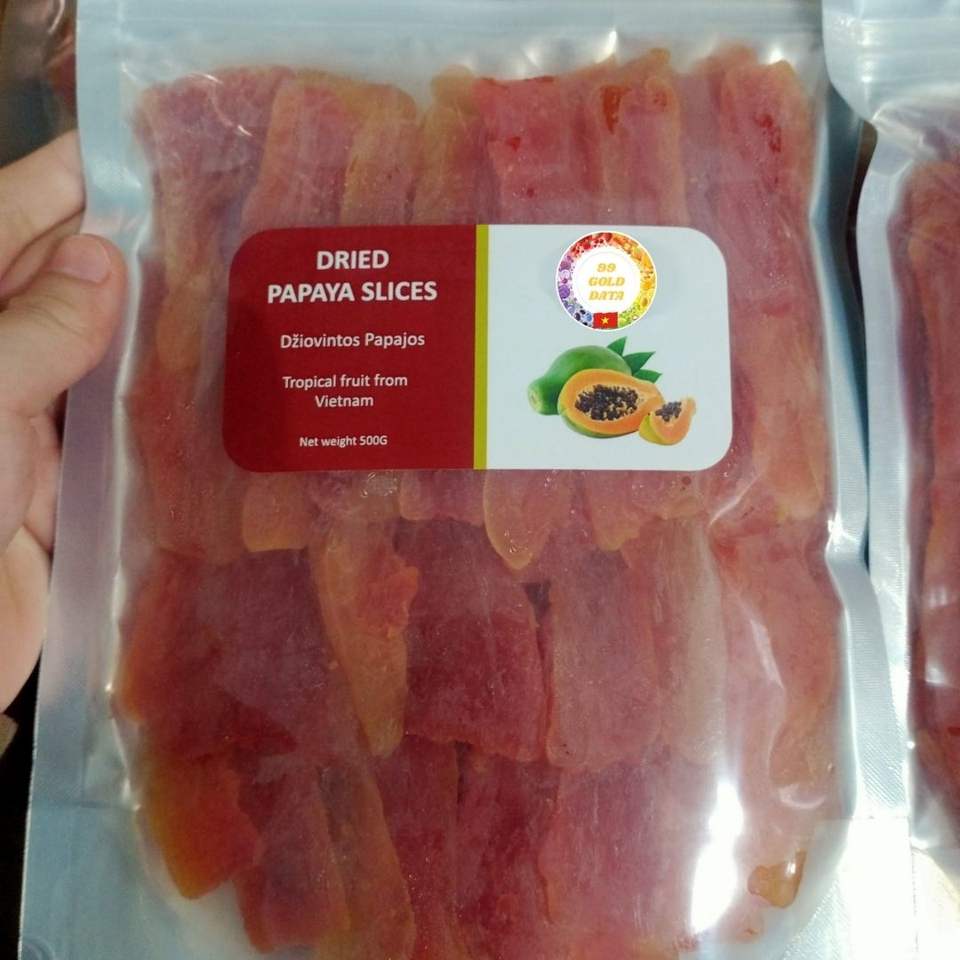 DRIED
PAPAYA SLICES
Džiovintos Papajos
Tropical fruit from
Vietnam
Net weight 500G
99
GOLD
DATA